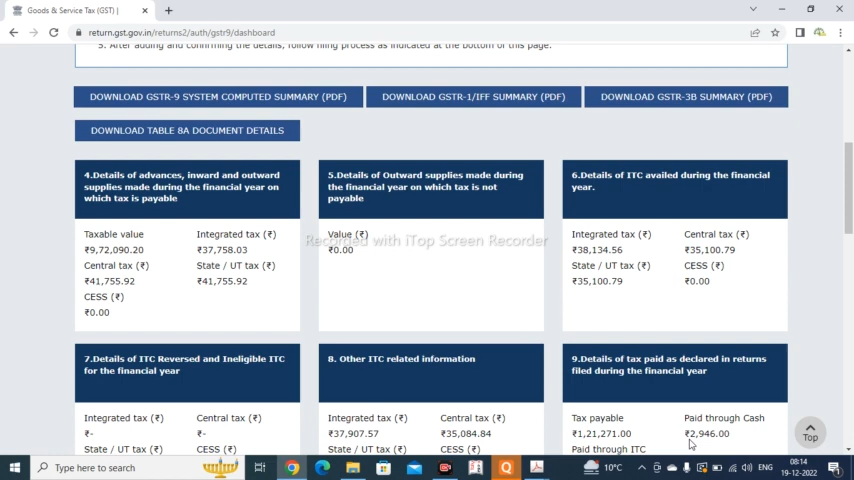 Goods & Service Tax (GST) |
return.gst.gov.in/returns2/auth/gstr9/dashboard
5. After adding and confirming the details, follow filing process as indicated at the bottom of this page.
DOWNLOAD GSTR-9 SYSTEM COMPUTED SUMMARY (PDF) DOWNLOAD GSTR-1/IFF SUMMARY (PDF) DOWNLOAD GSTR-3B SUMMARY (PDF)
DOWNLOAD TABLE 8A DOCUMENT DETAILS
4.Details of advances, inward and outward
supplies made during the financial year on
which tax is payable
Taxable value Integrated tax (₹)
₹9,72,090.20 ₹37,758.03
Central tax (₹) State / UT tax (₹)
₹41,755.92 ₹41,755.92
CESS (₹)
₹0.00
5.Details of Outward supplies made during
the financial year on which tax is not
payable
Value (₹)
₹0.00
6.Details of ITC availed during the financial
year.
Integrated tax (₹) Central tax (₹)
₹38,134.56 ₹35,100.79
State / UT tax (₹) CESS (₹)
₹35,100.79 ₹0.00
Recorded with iTop Screen Recorder
7.Details of ITC Reversed and Ineligible ITC
for the financial year
Integrated tax (₹) Central tax (₹)
₹- ₹-
State / UT tax (₹) CESS (₹)
8. Other ITC related information
Integrated tax (₹) Central tax (₹)
₹37,907.57 ₹35,084.84
State / UT tax (₹) CESS (₹)
9.Details of tax paid as declared in returns
filed during the financial year
Tax payable Paid through Cash
₹1,21,271.00 ₹2,946.00
Paid through ITC
Top
Type here to search
10°C
ENG
08:14
19-12-2022
1